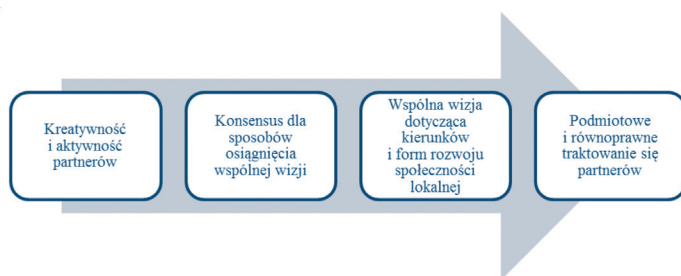 Kreatywność
i aktywność
partnerów
Konsensus dla
sposobów
osiągnięcia
wspólnej wizji
Wspólna wizja
dotycząca
kierunków
i form rozwoju
społeczności
lokalnej
Podmiotowe
i równoprawne
traktowanie się
partnerów